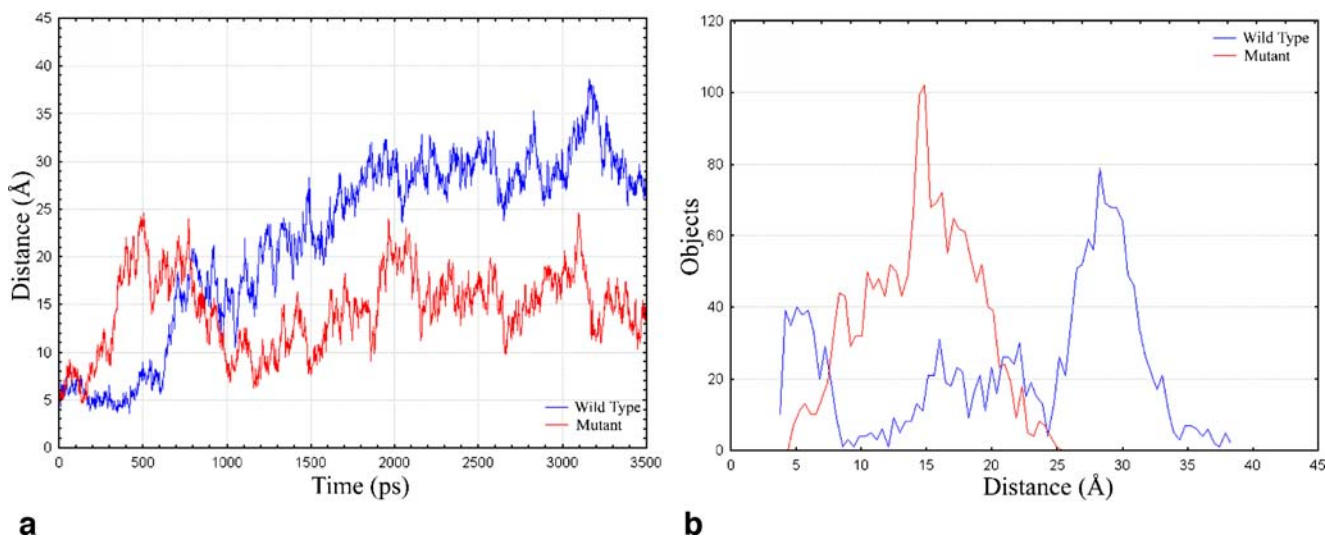 45
40
35
30
25
20
15
10
5
0
Distance (Å)
0 500 1000 1500 2000 2500 3000 3500
Time (ps)
Wild Type
Mutant
a
120
100
80
60
40
20
0
Objects
0 5 10 15 20 25 30 35 40 45
Distance (Å)
Wild Type
Mutant
b